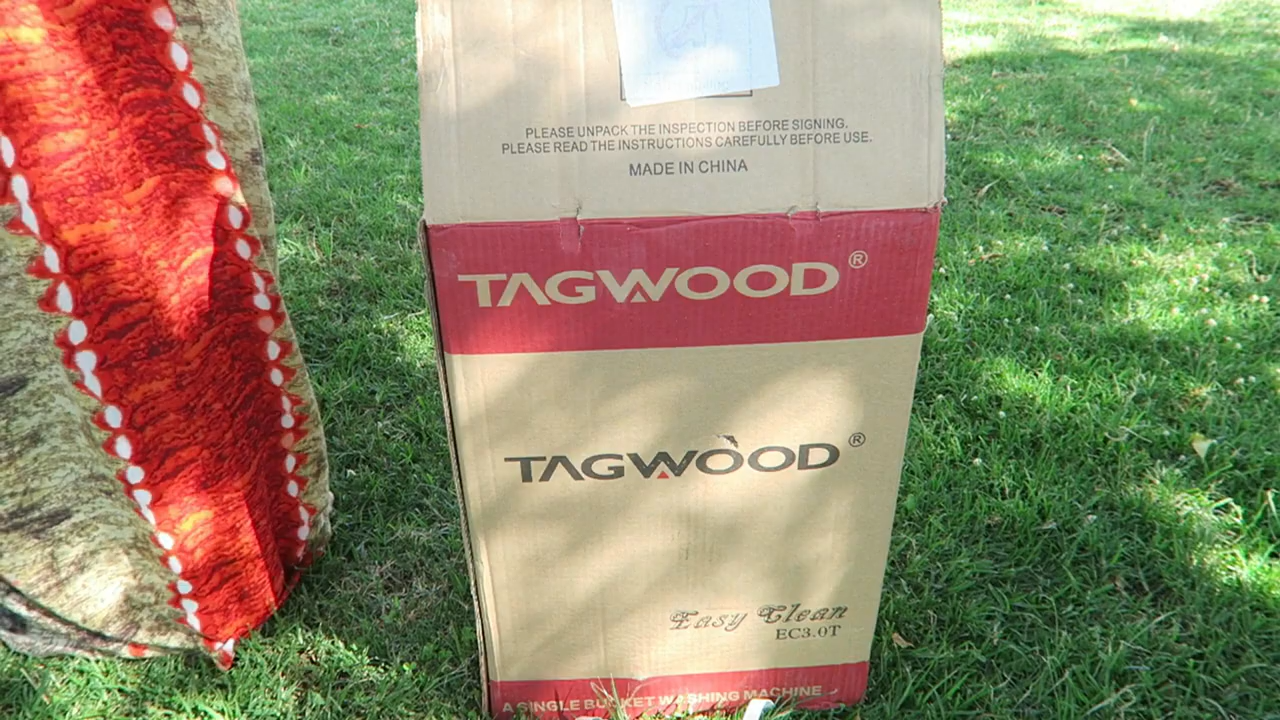 PLEASE UNPACK THE INSPECTION BEFORE SIGNING.
PLEASE READ THE INSTRUCTIONS CAREFULLY BEFORE USE.
MADE IN CHINA
TAGWOOD®
TAGWOOD®
Easy Clean
EC3.0T
A SINGLE BUCKET WASHING MACHINE